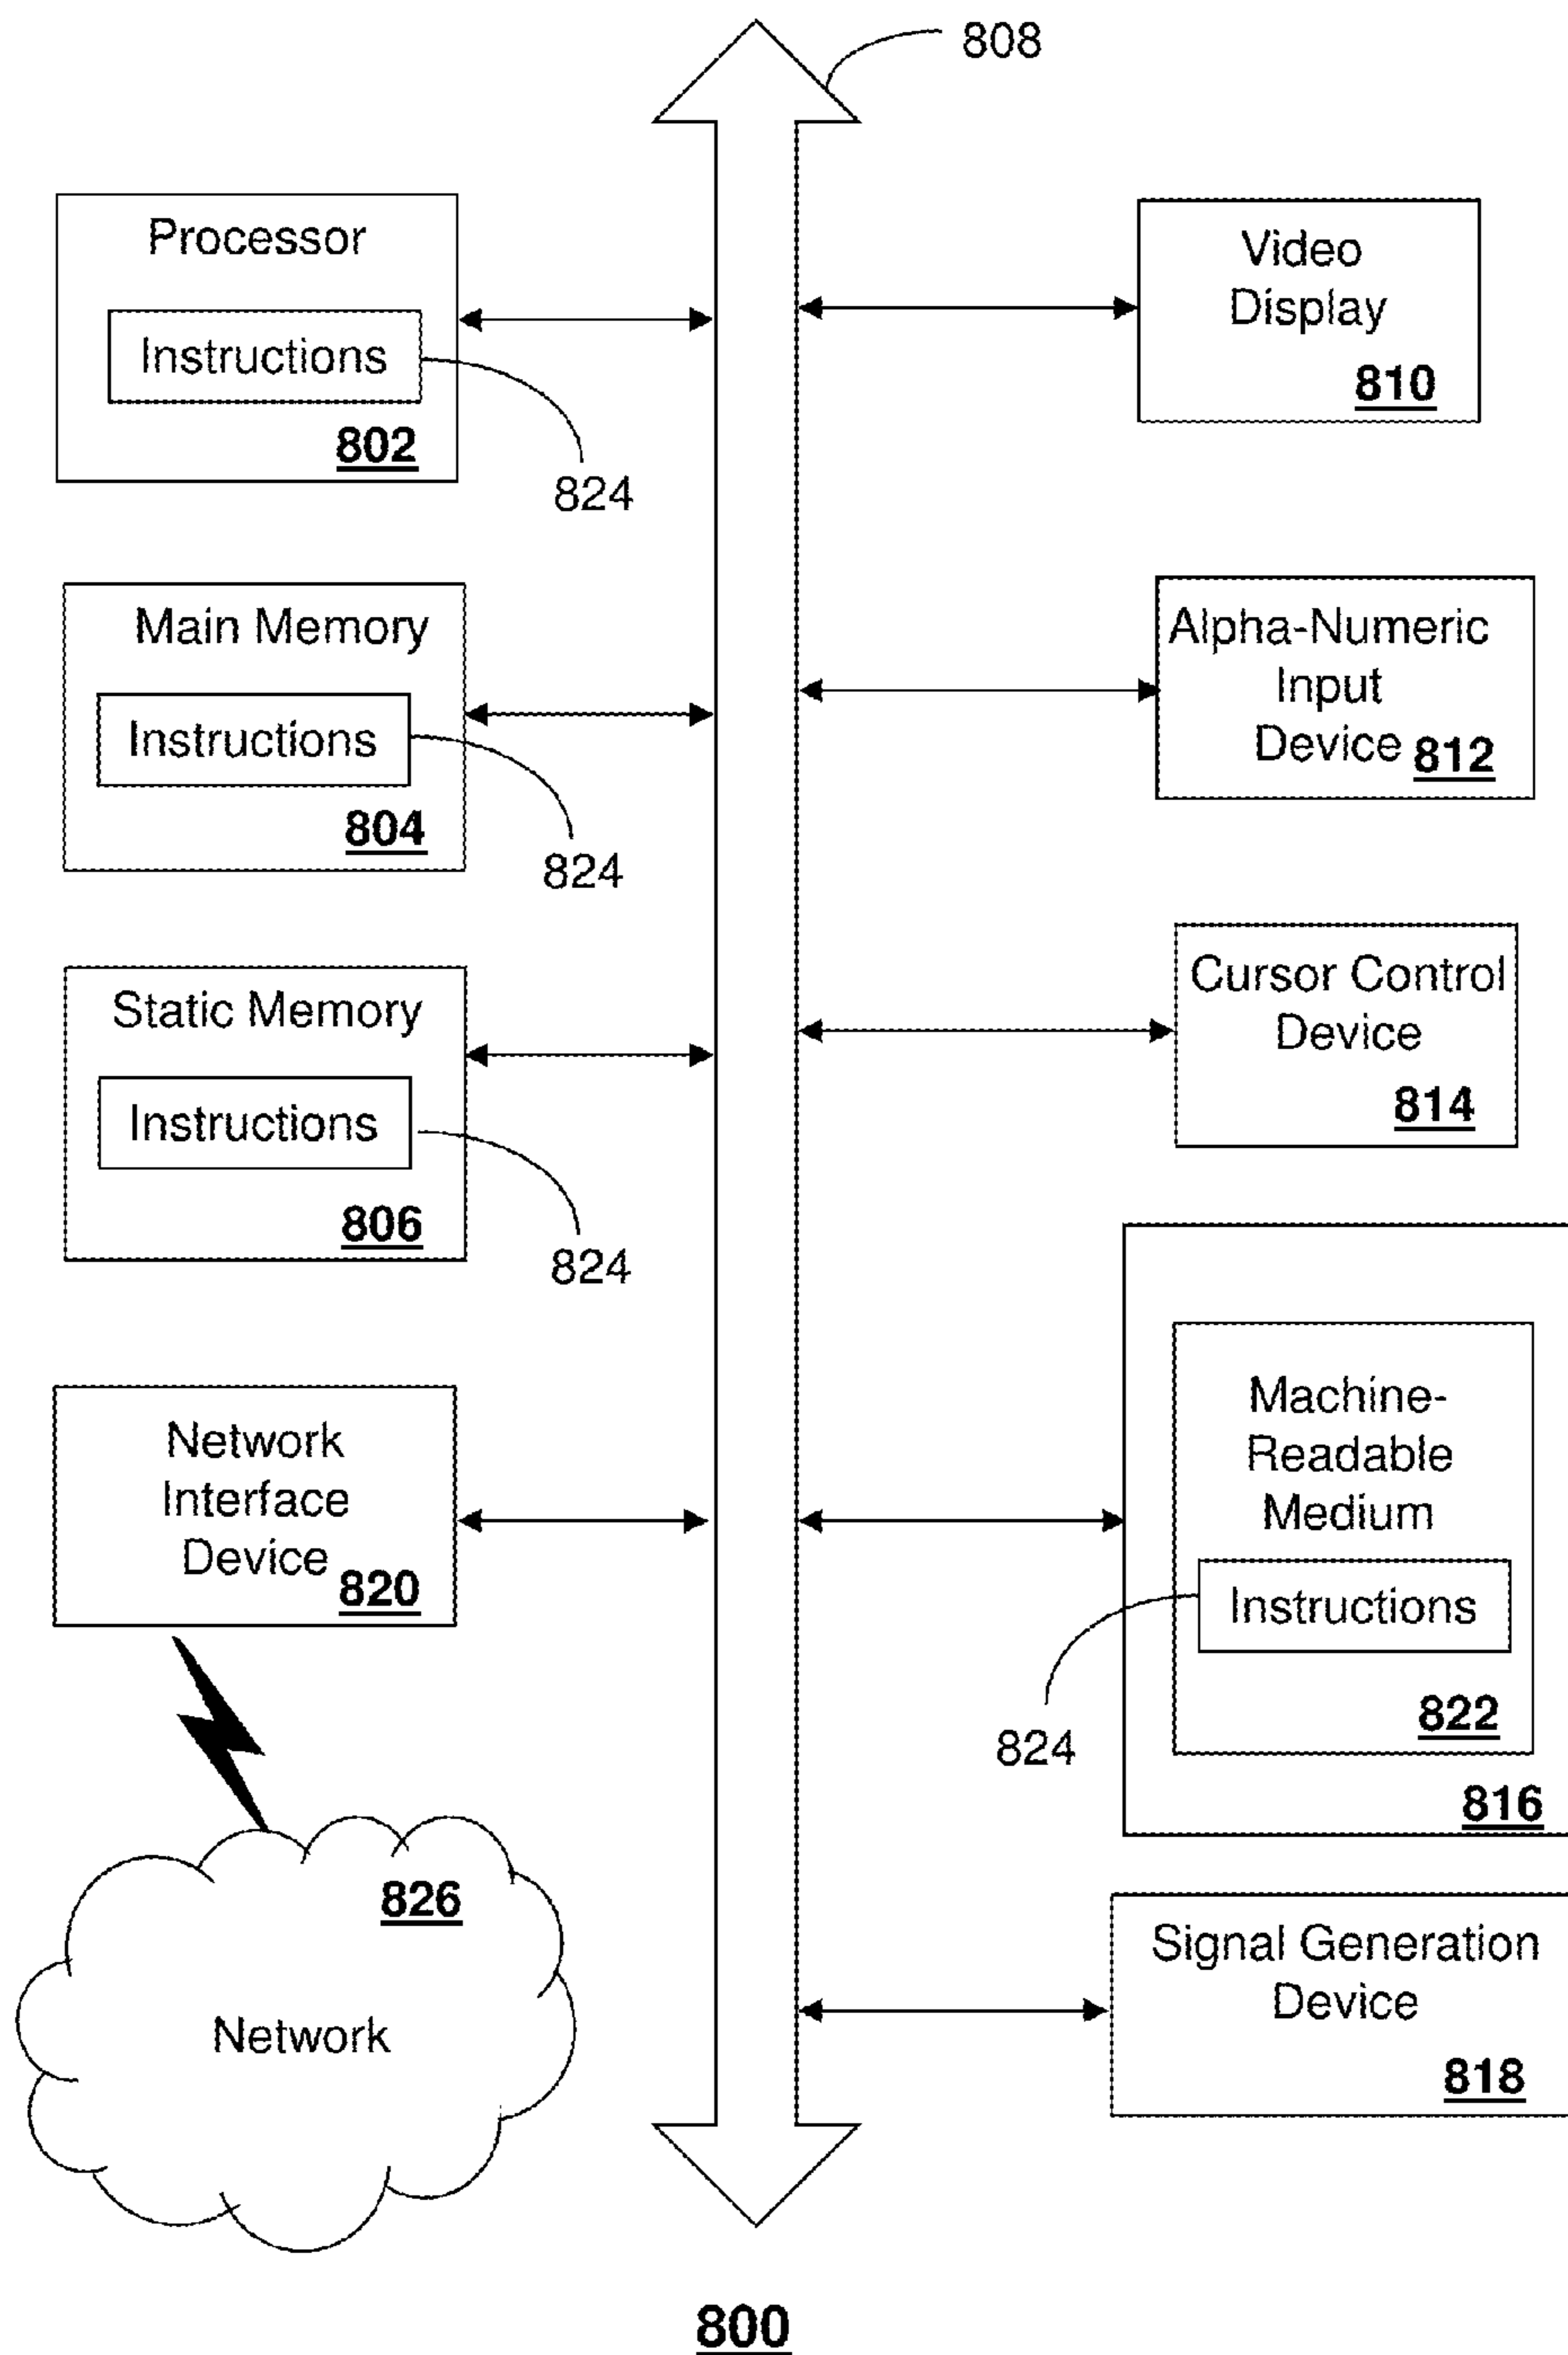 808
Processor
Instructions
802
824
Main Memory
Instructions
804
824
Static Memory
Instructions
806
824
Network
Interface
Device
820
826
Network
Video
Display
810
Alpha-Numeric
Input
Device
812
Cursor Control
Device
814
Machine-
Readable
Medium
Instructions
822
824
816
Signal Generation
Device
818
800